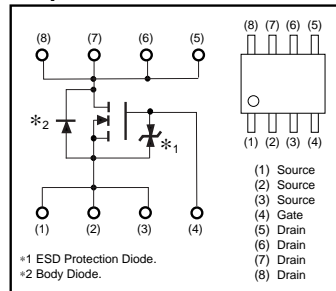 (8) (7) (6) (5)
(8) (7) (6) (5)
*2
*1
(1) (2) (3) (4)
(1) (2) (3) (4)
(1) Source
(2) Source
(3) Source
(4) Gate
(5) Drain
(6) Drain
(7) Drain
(8) Drain
*1 ESD Protection Diode.
*2 Body Diode.